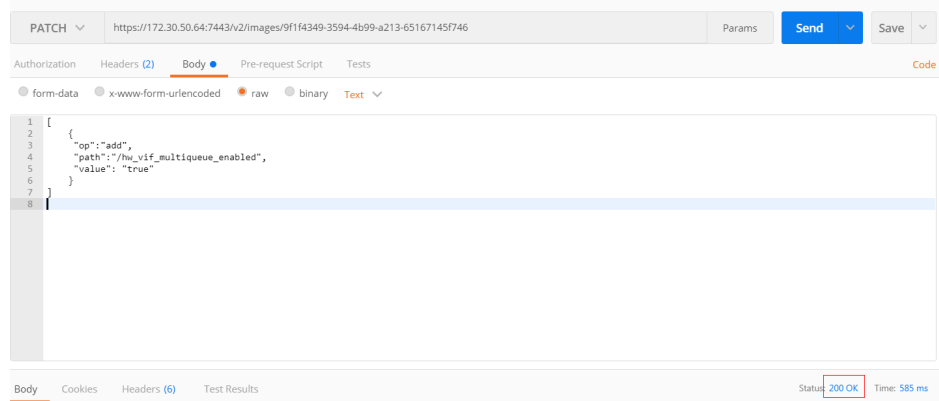 PATCH https://172.30.50.64:7443/v2/images/9f1f4349-3594-4b99-a213-65167145f746 Params Send Save
Authorization Headers (2) Body Pre-request Script Tests Code
form-data x-www-form-urlencoded raw binary Text
1 [
2 {
3 "op":"add",
4 "path":"/hw_vif_multiqueue_enabled",
5 "value": "true"
6 }
7 ]
8
Body Cookies Headers (6) Test Results Status: 200 OK Time: 585 ms